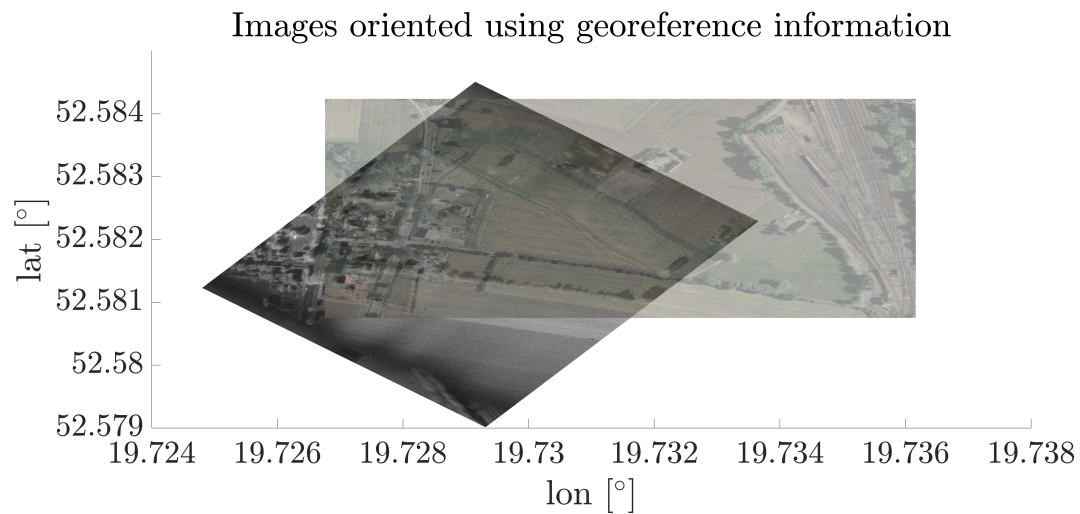 Images oriented using georeference information
52.584
52.583
52.582
52.581
52.58
52.579
lat [°]
19.724 19.726 19.728 19.73 19.732 19.734 19.736 19.738
lon [°]